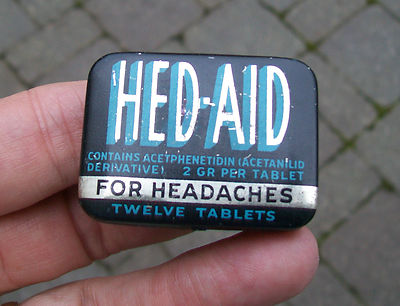 HED-AID
CONTAINS ACETPHENETIDIN (ACETANILID
DERIVATIVE) 2 GR PER TABLET
FOR HEADACHES
TWELVE TABLETS